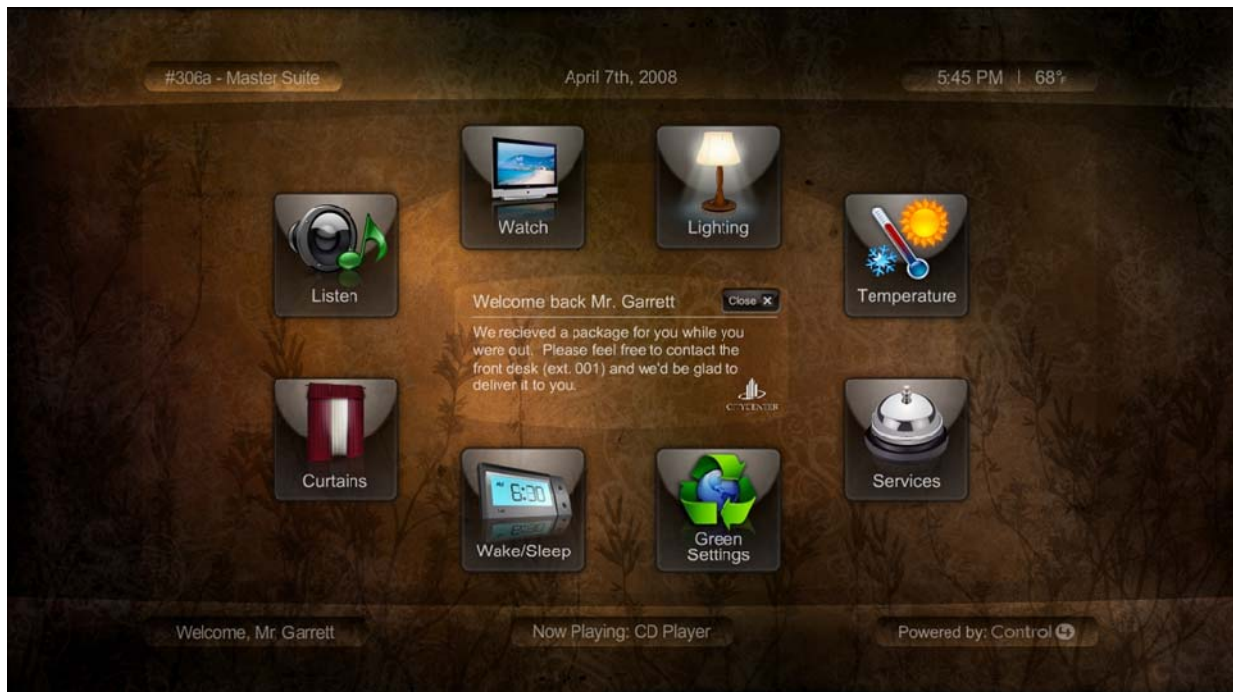 #306a - Master Suite
April 7th, 2008
5:45 PM | 68°F
Watch
Lighting
Listen
Temperature
Welcome back Mr. Garrett
Close X
We recieved a package for you while you
were out. Please feel free to contact the
front desk (ext. 001) and we'd be glad to
deliver it to you.
CITYCENTER
Curtains
Services
6:30
Wake/Sleep
Green
Settings
Welcome, Mr. Garrett
Now Playing: CD Player
Powered by: Control4